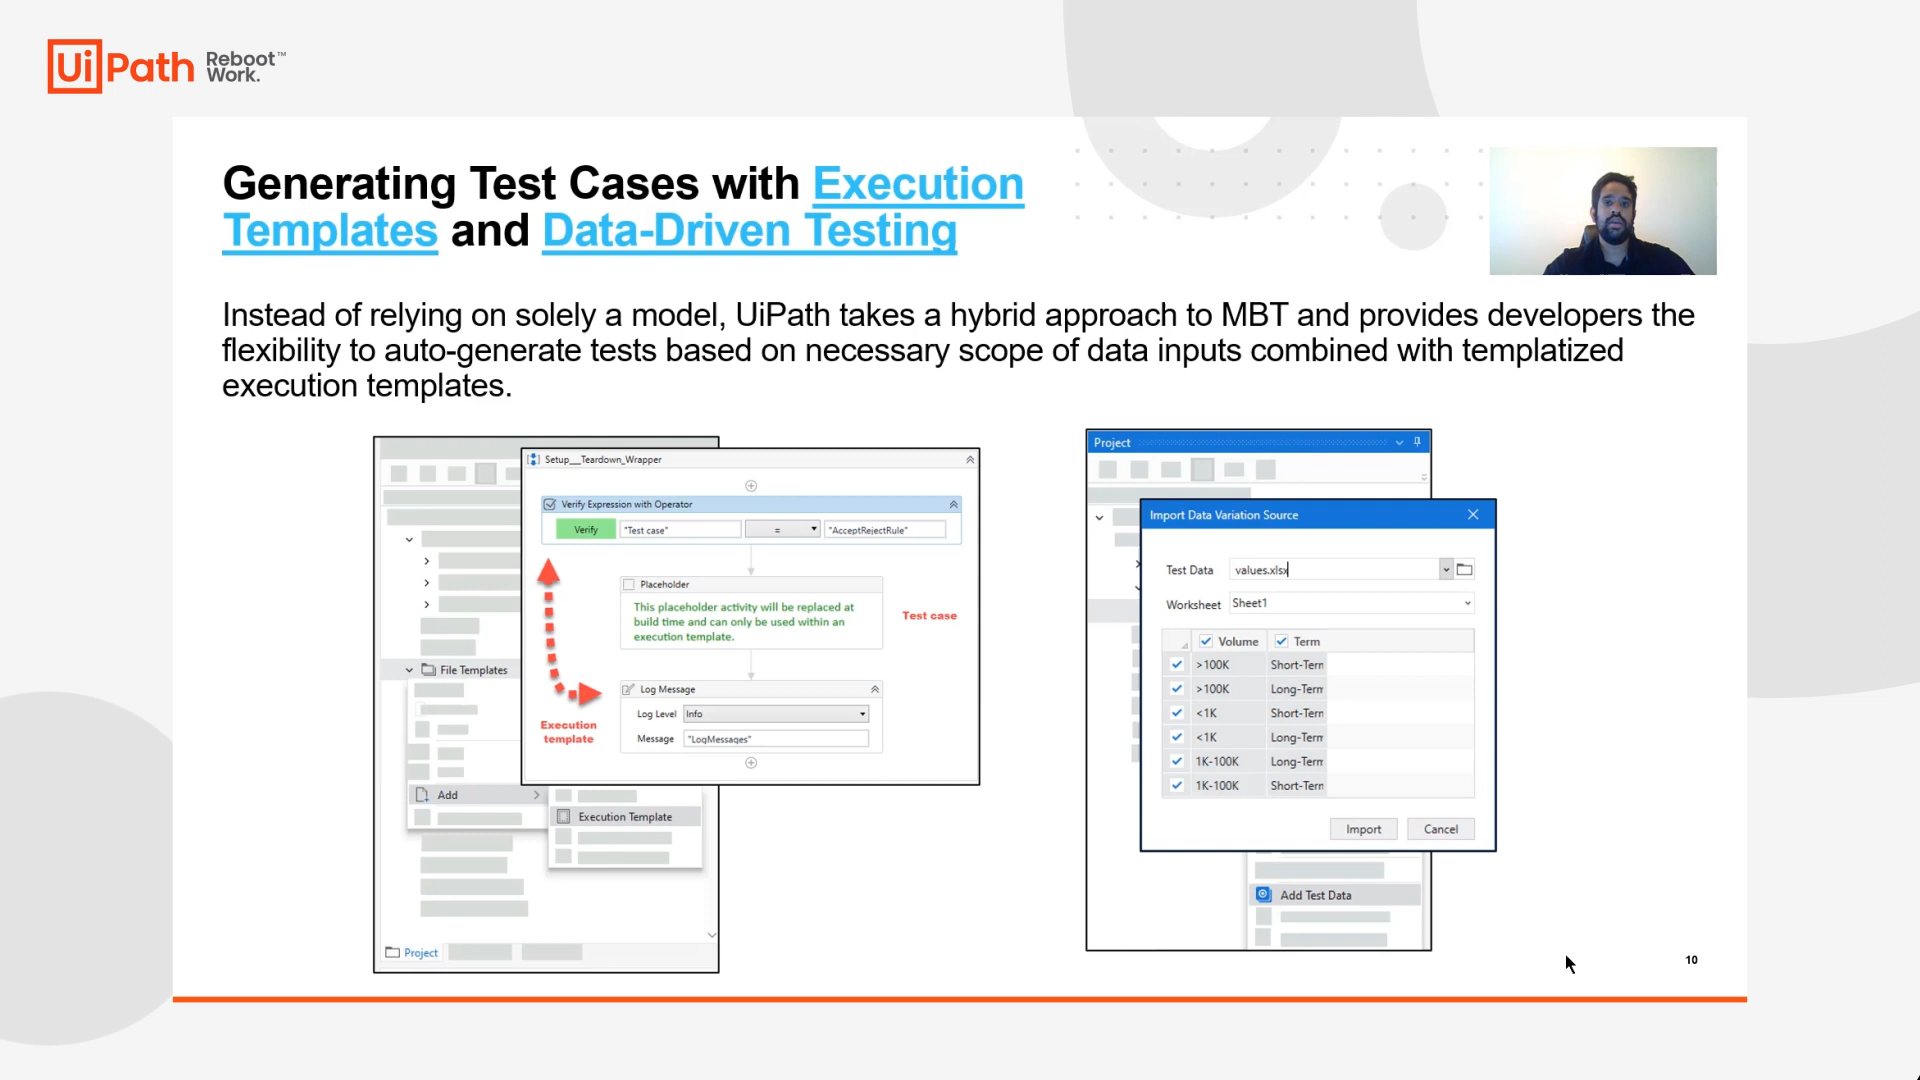 UiPath Reboot™
Work.
Generating Test Cases with Execution
Templates and Data-Driven Testing
Instead of relying on solely a model, UiPath takes a hybrid approach to MBT and provides developers the
flexibility to auto-generate tests based on necessary scope of data inputs combined with templatized
execution templates.
Setup__Teardown_Wrapper
Verify Expression with Operator
Verify "Test case" = "AcceptRejectRule"
Placeholder
This placeholder activity will be replaced at
build time and can only be used within an
execution template.
Test case
Log Message
Log Level Info
Message "LogMessages"
Execution
template
File Templates
Add
Execution Template
Project
Project
Import Data Variation Source
Test Data values.xlsx
Worksheet Sheet1
Volume Term
>100K Short-Term
>100K Long-Term
<1K Short-Term
<1K Long-Term
1K-100K Long-Term
1K-100K Short-Term
Import Cancel
Add Test Data
10